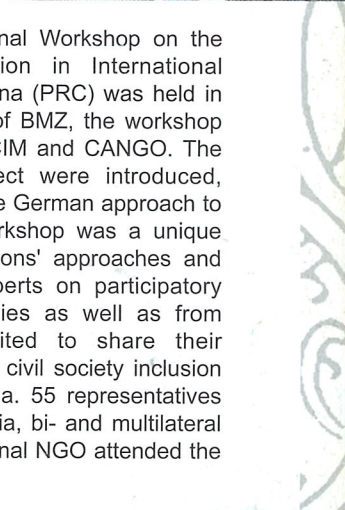 nal Workshop on the
ion in International
na (PRC) was held in
of BMZ, the workshop
CIM and CANGO. The
ect were introduced,
e German approach to
rkshop was a unique
ons' approaches and
perts on participatory
ies as well as from
ited to share their
civil society inclusion
a. 55 representatives
ia, bi- and multilateral
nal NGO attended the